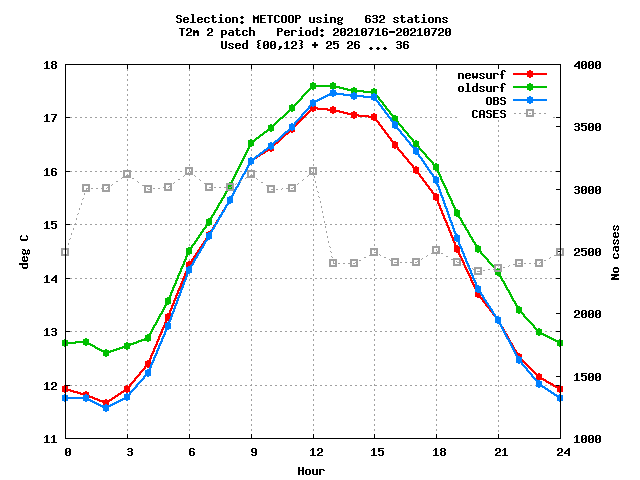 Selection: METCOOP using   632 stations
T2m 2 patch   Period: 20210716-20210720
Used {00,12} + 25 26 ... 36
newsurf
oldsurf
OBS
CASES
18
17
16
15
14
13
12
11
deg C
4000
3500
3000
2500
2000
1500
1000
No cases
0 3 6 9 12 15 18 21 24
Hour